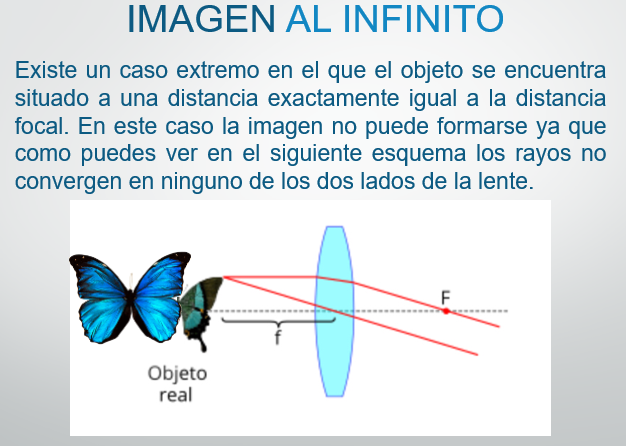 IMAGEN AL INFINITO
Existe un caso extremo en el que el objeto se encuentra
situado a una distancia exactamente igual a la distancia
focal. En este caso la imagen no puede formarse ya que
como puedes ver en el siguiente esquema los rayos no
convergen en ninguno de los dos lados de la lente.
F
f
Objeto
real